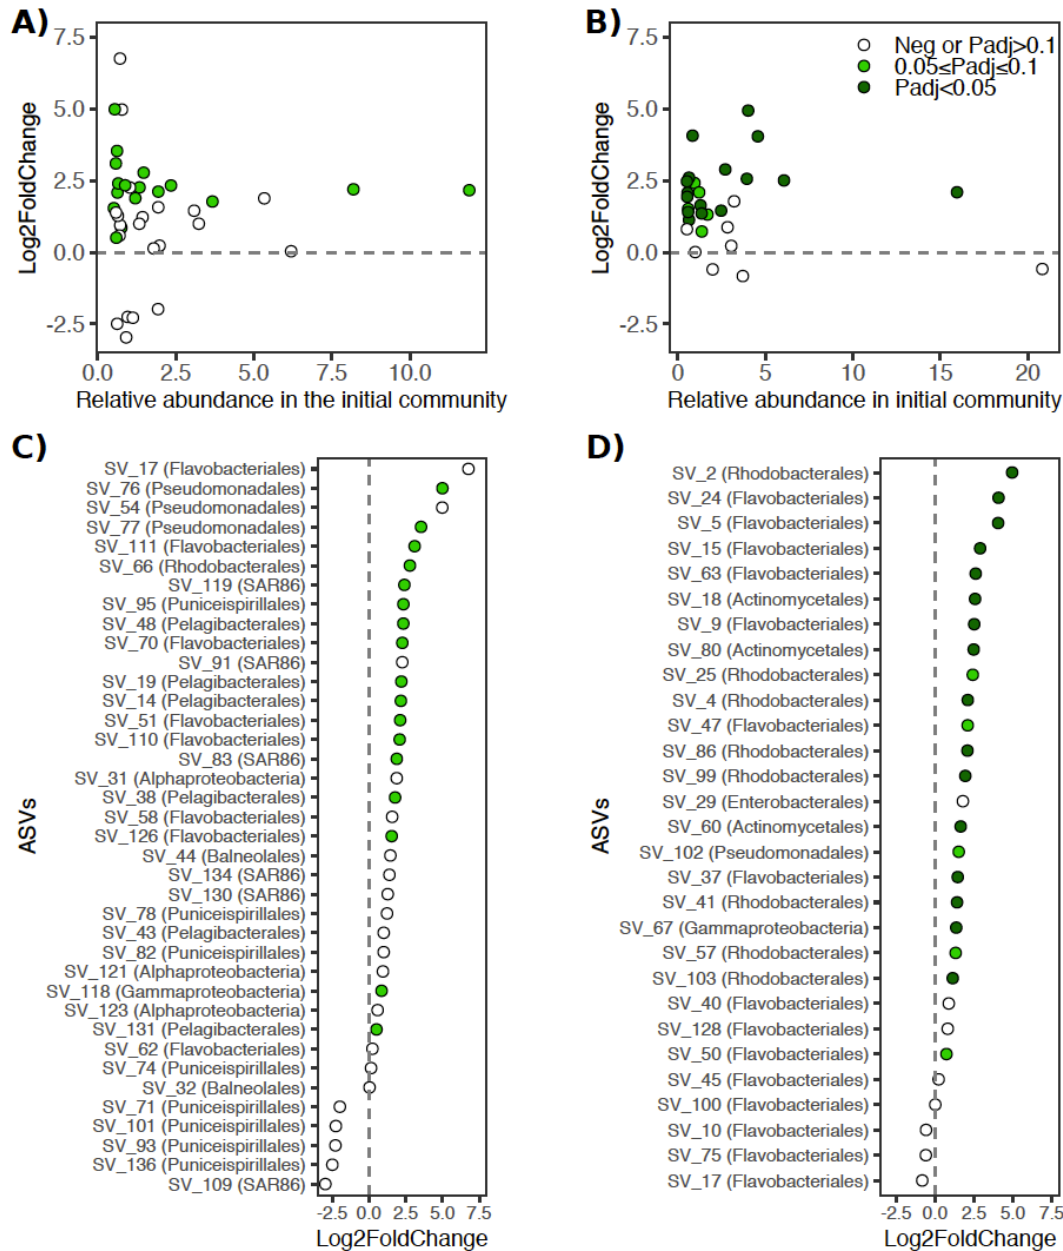 A)
7.5
5.0
2.5
0.0
-2.5
Log2FoldChange
0.0 2.5 5.0 7.5 10.0
Relative abundance in the initial community
B)
Neg or Padj>0.1
0.05≤Padj≤0.1
Padj<0.05
7.5
5.0
2.5
0.0
-2.5
Log2FoldChange
0 5 10 15 20
Relative abundance in initial community
C)
SV_17 (Flavobacteriales)
SV_76 (Pseudomonadales)
SV_54 (Pseudomonadales)
SV_77 (Pseudomonadales)
SV_111 (Flavobacteriales)
SV_66 (Rhodobacterales)
SV_119 (SAR86)
SV_95 (Puniceispirillales)
SV_48 (Pelagibacterales)
SV_70 (Flavobacteriales)
SV_91 (SAR86)
SV_19 (Pelagibacterales)
SV_14 (Pelagibacterales)
SV_51 (Flavobacteriales)
SV_110 (Flavobacteriales)
SV_83 (SAR86)
SV_31 (Alphaproteobacteria)
SV_38 (Pelagibacterales)
SV_58 (Flavobacteriales)
SV_126 (Flavobacteriales)
SV_44 (Balneolales)
SV_134 (SAR86)
SV_130 (SAR86)
SV_78 (Puniceispirillales)
SV_43 (Pelagibacterales)
SV_82 (Puniceispirillales)
SV_121 (Alphaproteobacteria)
SV_118 (Gammaproteobacteria)
SV_123 (Alphaproteobacteria)
SV_131 (Pelagibacterales)
SV_62 (Flavobacteriales)
SV_74 (Puniceispirillales)
SV_32 (Balneolales)
SV_71 (Puniceispirillales)
SV_101 (Puniceispirillales)
SV_93 (Puniceispirillales)
SV_136 (Puniceispirillales)
SV_109 (SAR86)
ASVs
-2.5 0.0 2.5 5.0 7.5
Log2FoldChange
D)
SV_2 (Rhodobacterales)
SV_24 (Flavobacteriales)
SV_5 (Flavobacteriales)
SV_15 (Flavobacteriales)
SV_63 (Flavobacteriales)
SV_18 (Actinomycetales)
SV_9 (Flavobacteriales)
SV_80 (Actinomycetales)
SV_25 (Rhodobacterales)
SV_4 (Rhodobacterales)
SV_47 (Flavobacteriales)
SV_86 (Rhodobacterales)
SV_99 (Rhodobacterales)
SV_29 (Enterobacterales)
SV_60 (Actinomycetales)
SV_102 (Pseudomonadales)
SV_37 (Flavobacteriales)
SV_41 (Rhodobacterales)
SV_67 (Gammaproteobacteria)
SV_57 (Rhodobacterales)
SV_103 (Rhodobacterales)
SV_40 (Flavobacteriales)
SV_128 (Flavobacteriales)
SV_50 (Flavobacteriales)
SV_45 (Flavobacteriales)
SV_100 (Flavobacteriales)
SV_10 (Flavobacteriales)
SV_75 (Flavobacteriales)
SV_17 (Flavobacteriales)
ASVs
-2.5 0.0 2.5 5.0 7.5
Log2FoldChange